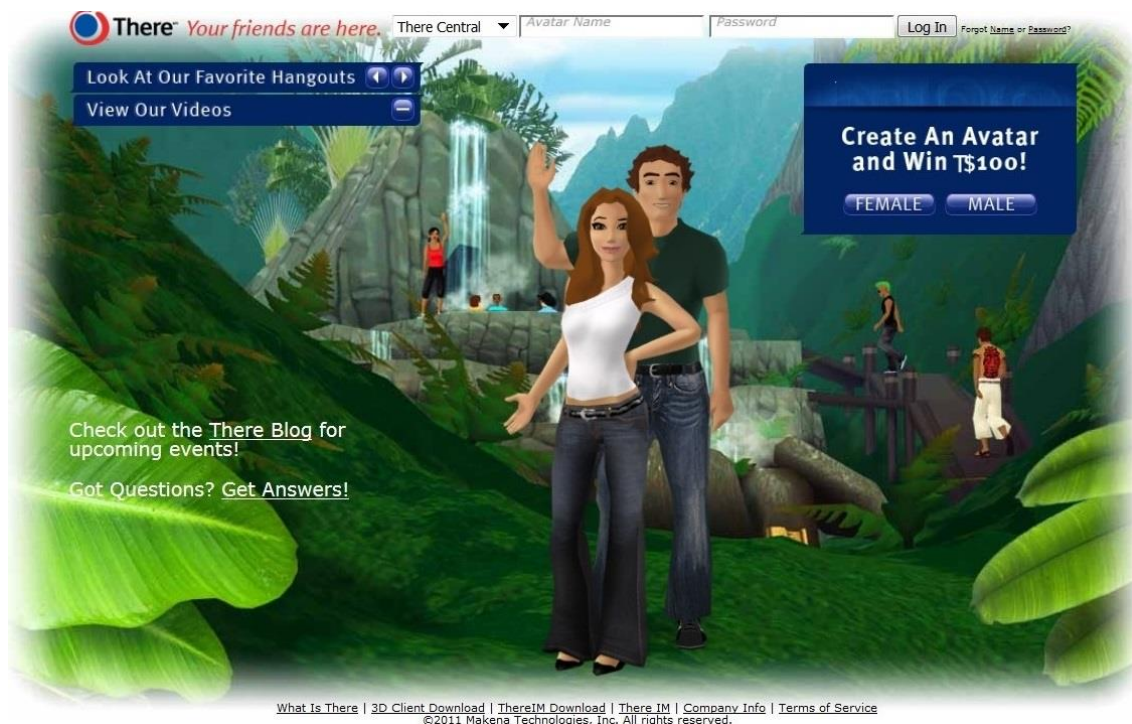 There™ Your friends are here. There Central Avatar Name Password Log In Forgot Name or Password?
Look At Our Favorite Hangouts
View Our Videos
Create An Avatar
and Win T$100!
FEMALE MALE
Check out the There Blog for
upcoming events!
Got Questions? Get Answers!
What Is There | 3D Client Download | ThereIM Download | There IM | Company Info | Terms of Service
©2011 Makena Technologies, Inc. All rights reserved.